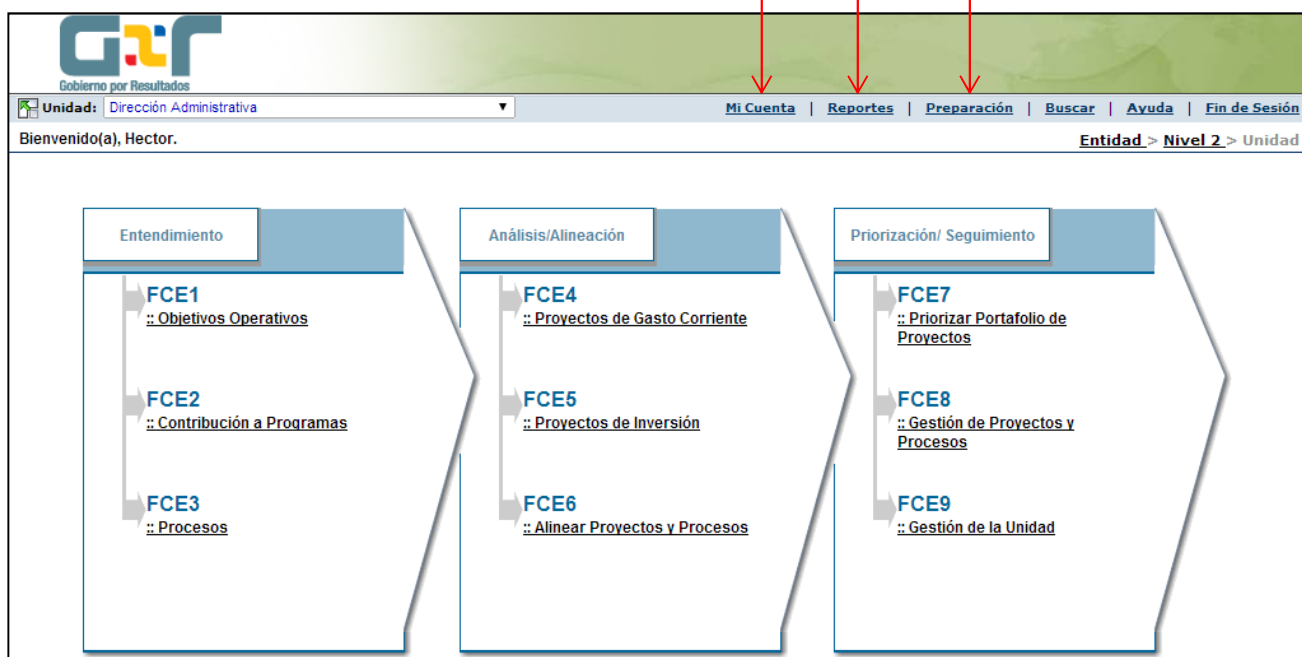 GPR
Gobierno por Resultados
Unidad: Dirección Administrativa
Mi Cuenta | Reportes | Preparación | Buscar | Ayuda | Fin de Sesión
Bienvenido(a), Hector.
Entidad > Nivel 2 > Unidad
Entendimiento
FCE1
:: Objetivos Operativos
FCE2
:: Contribución a Programas
FCE3
:: Procesos
Análisis/Alineación
FCE4
:: Proyectos de Gasto Corriente
FCE5
:: Proyectos de Inversión
FCE6
:: Alinear Proyectos y Procesos
Priorización/ Seguimiento
FCE7
:: Priorizar Portafolio de
Proyectos
FCE8
:: Gestión de Proyectos y
Procesos
FCE9
:: Gestión de la Unidad